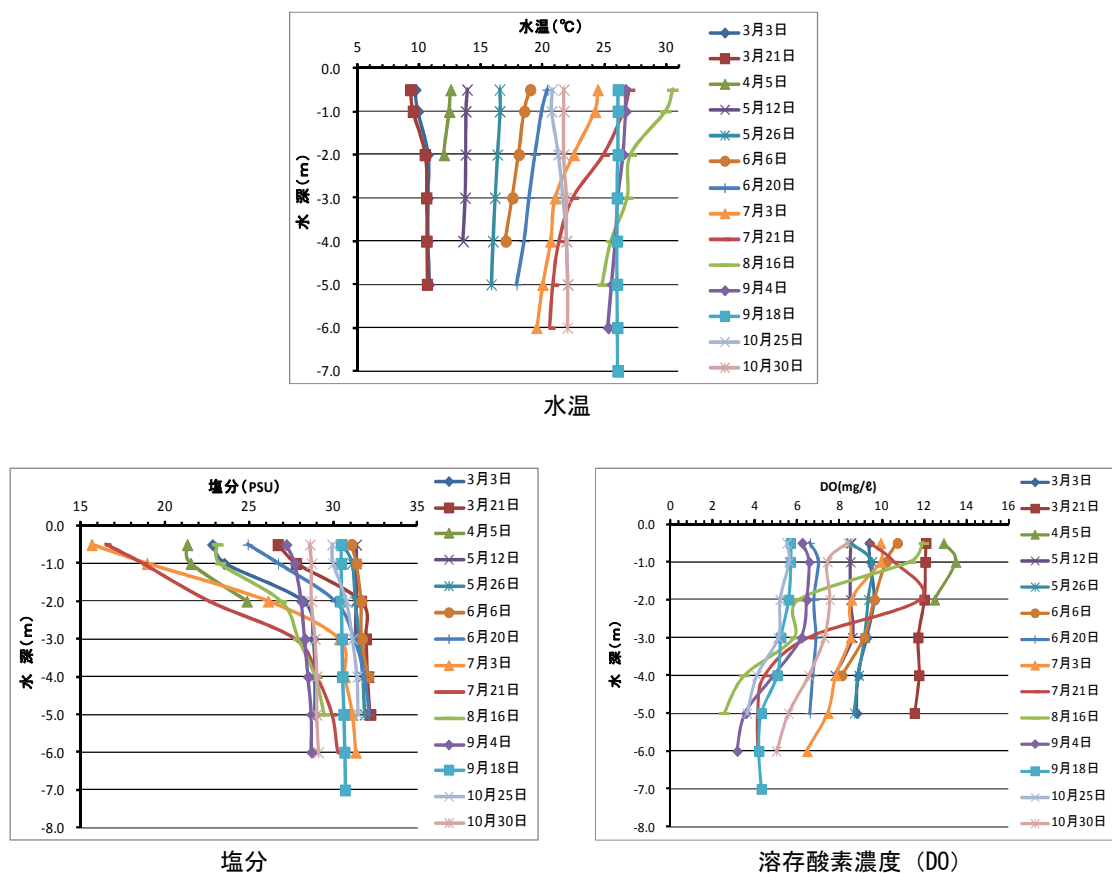 水温(℃)
5 10 15 20 25 30
0.0
-1.0
-2.0
-3.0
-4.0
-5.0
-6.0
-7.0
水 深(m)
3月3日
3月21日
4月5日
5月12日
5月26日
6月6日
6月20日
7月3日
7月21日
8月16日
9月4日
9月18日
10月25日
10月30日
水温
塩分(PSU)
15 20 25 30 35
0.0
-1.0
-2.0
-3.0
-4.0
-5.0
-6.0
-7.0
-8.0
水 深(m)
3月3日
3月21日
4月5日
5月12日
5月26日
6月6日
6月20日
7月3日
7月21日
8月16日
9月4日
9月18日
10月25日
10月30日
塩分
DO(mg/ℓ)
0 2 4 6 8 10 12 14 16
0.0
-1.0
-2.0
-3.0
-4.0
-5.0
-6.0
-7.0
-8.0
水 深(m)
3月3日
3月21日
4月5日
5月12日
5月26日
6月6日
6月20日
7月3日
7月21日
8月16日
9月4日
9月18日
10月25日
10月30日
溶存酸素濃度(DO)